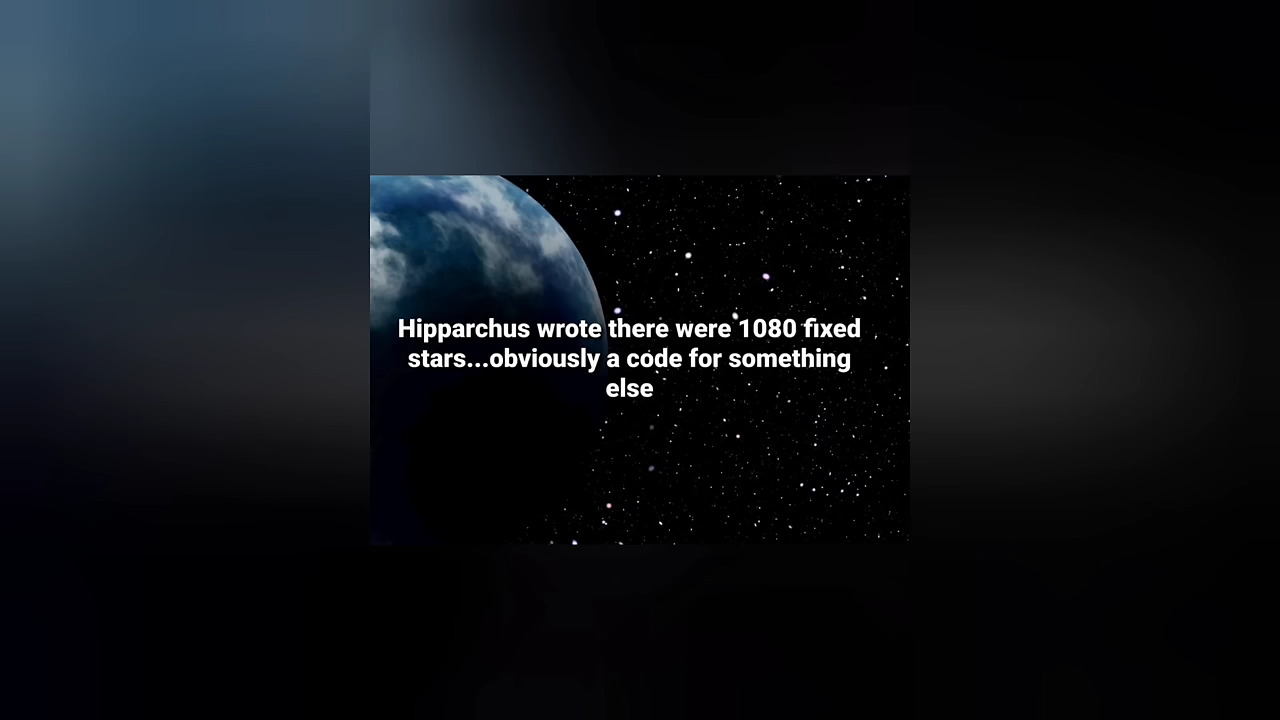 Hipparchus wrote there were 1080 fixed
stars...obviously a code for something
else